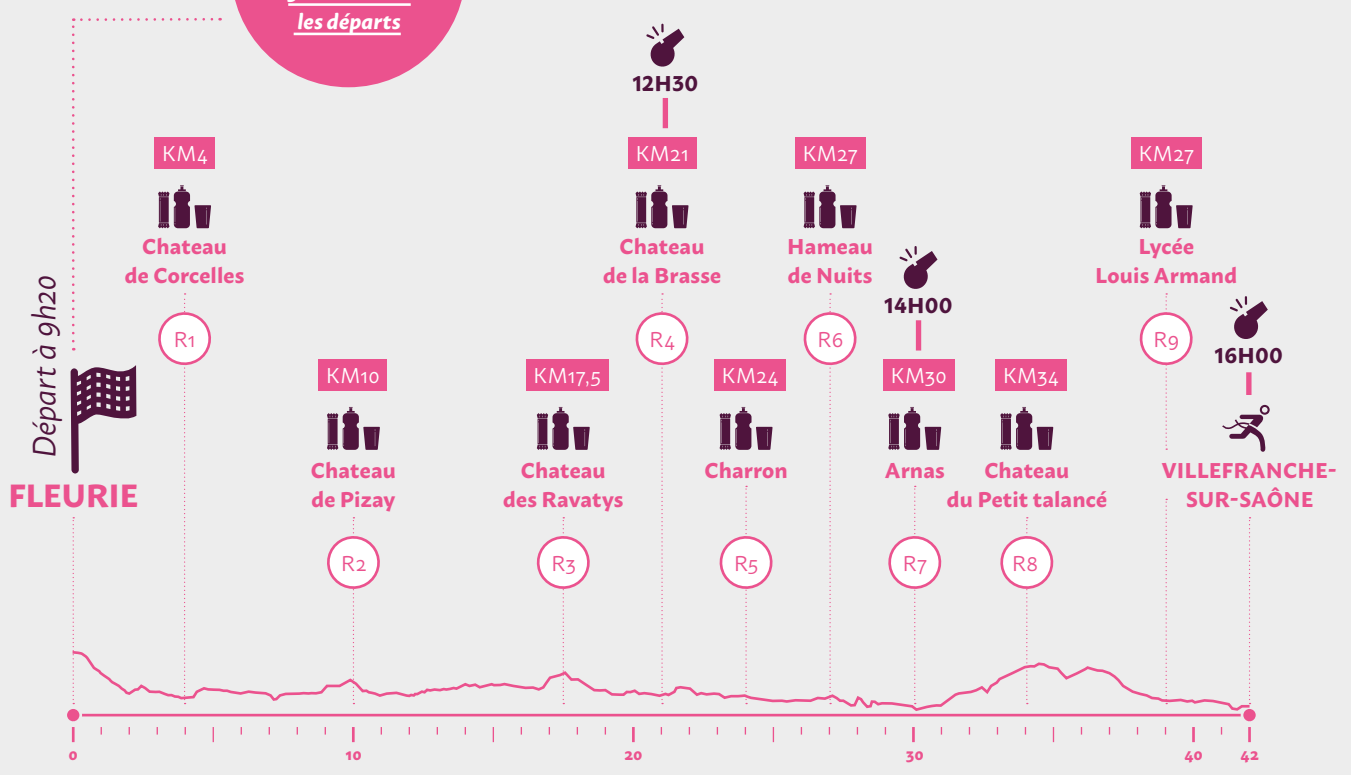 les départs
Départ à 9h20
FLEURIE
KM4
Chateau
de Corcelles
R1
KM10
Chateau
de Pizay
R2
KM17,5
Chateau
des Ravatys
R3
12H30
KM21
Chateau
de la Brasse
R4
KM24
Charron
R5
KM27
Hameau
de Nuits
R6
14H00
KM30
Arnas
R7
KM34
Chateau
du Petit talancé
R8
KM27
Lycée
Louis Armand
R9
16H00
VILLEFRANCHE-
SUR-SAÔNE
0 10 20 30 40 42